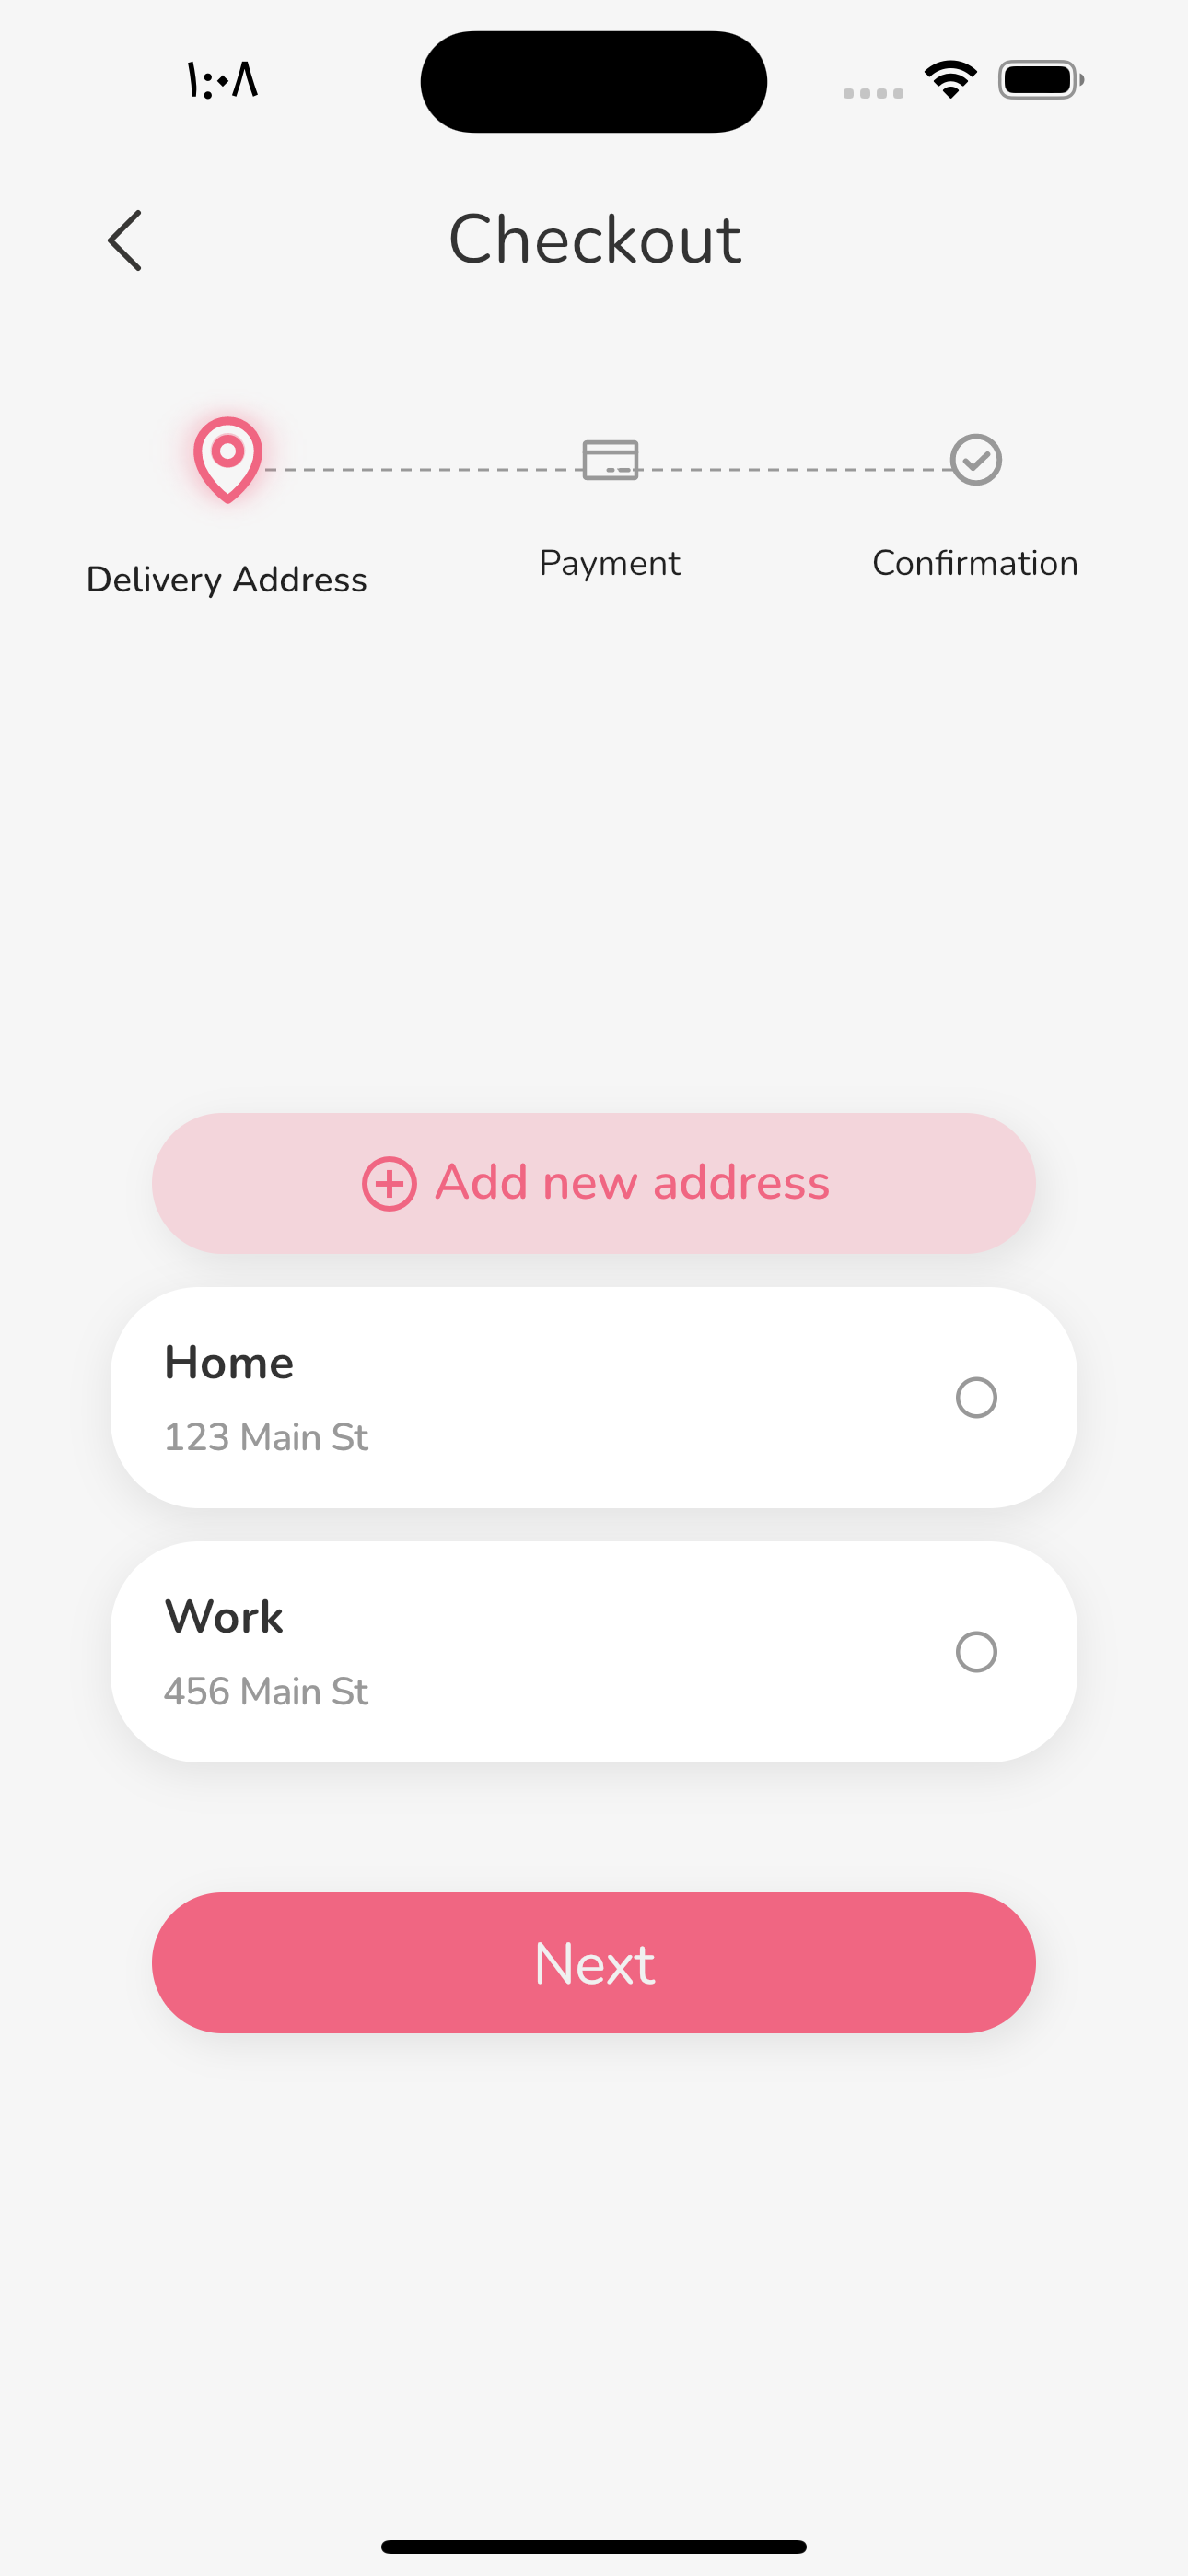 ١:٠٨
Checkout
Delivery Address
Payment
Confirmation
Add new address
Home
123 Main St
Work
456 Main St
Next